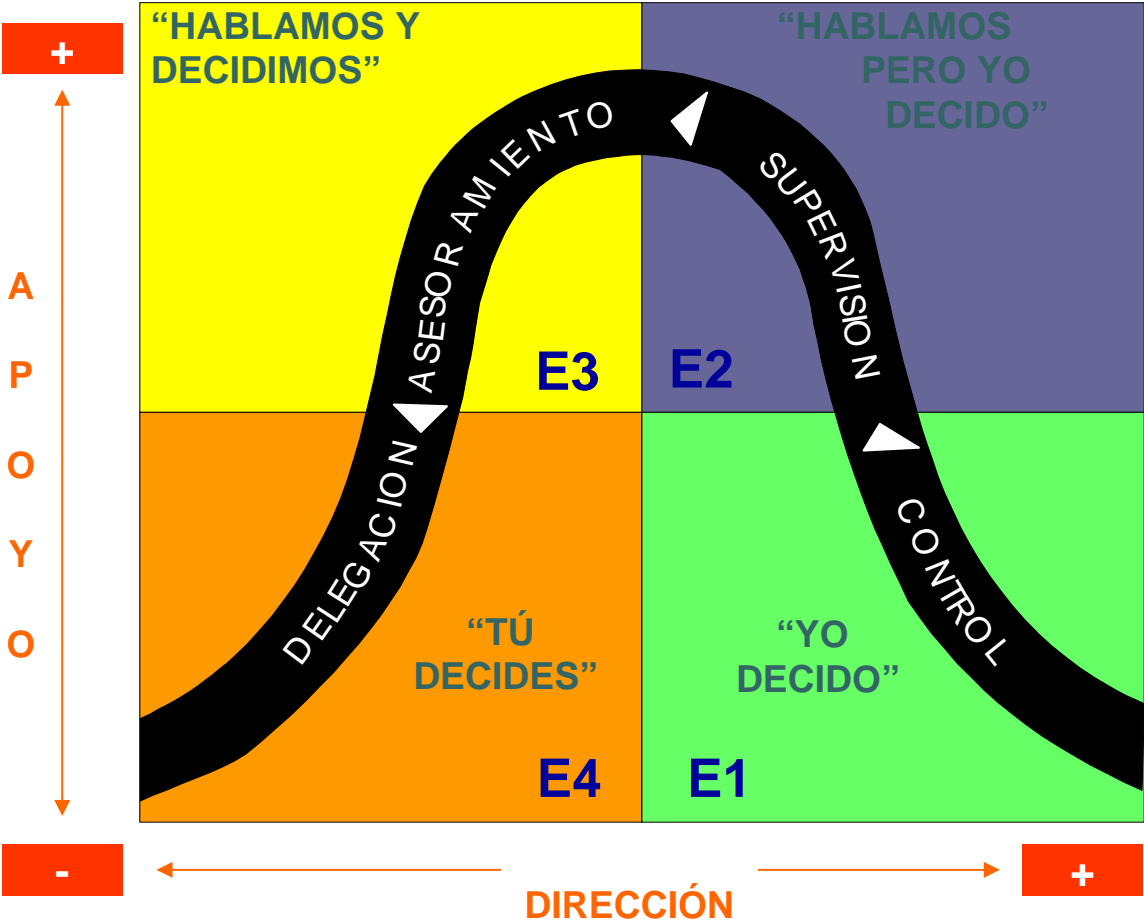 +
“HABLAMOS Y
DECIDIMOS”
“HABLAMOS
PERO YO
DECIDO”
ASESORAMIENTO
SUPERVISION
A
P
O
Y
O
E3
E2
DELEGACION
CONTROL
“TÚ
DECIDES”
“YO
DECIDO”
E4
E1
-
DIRECCIÓN
+